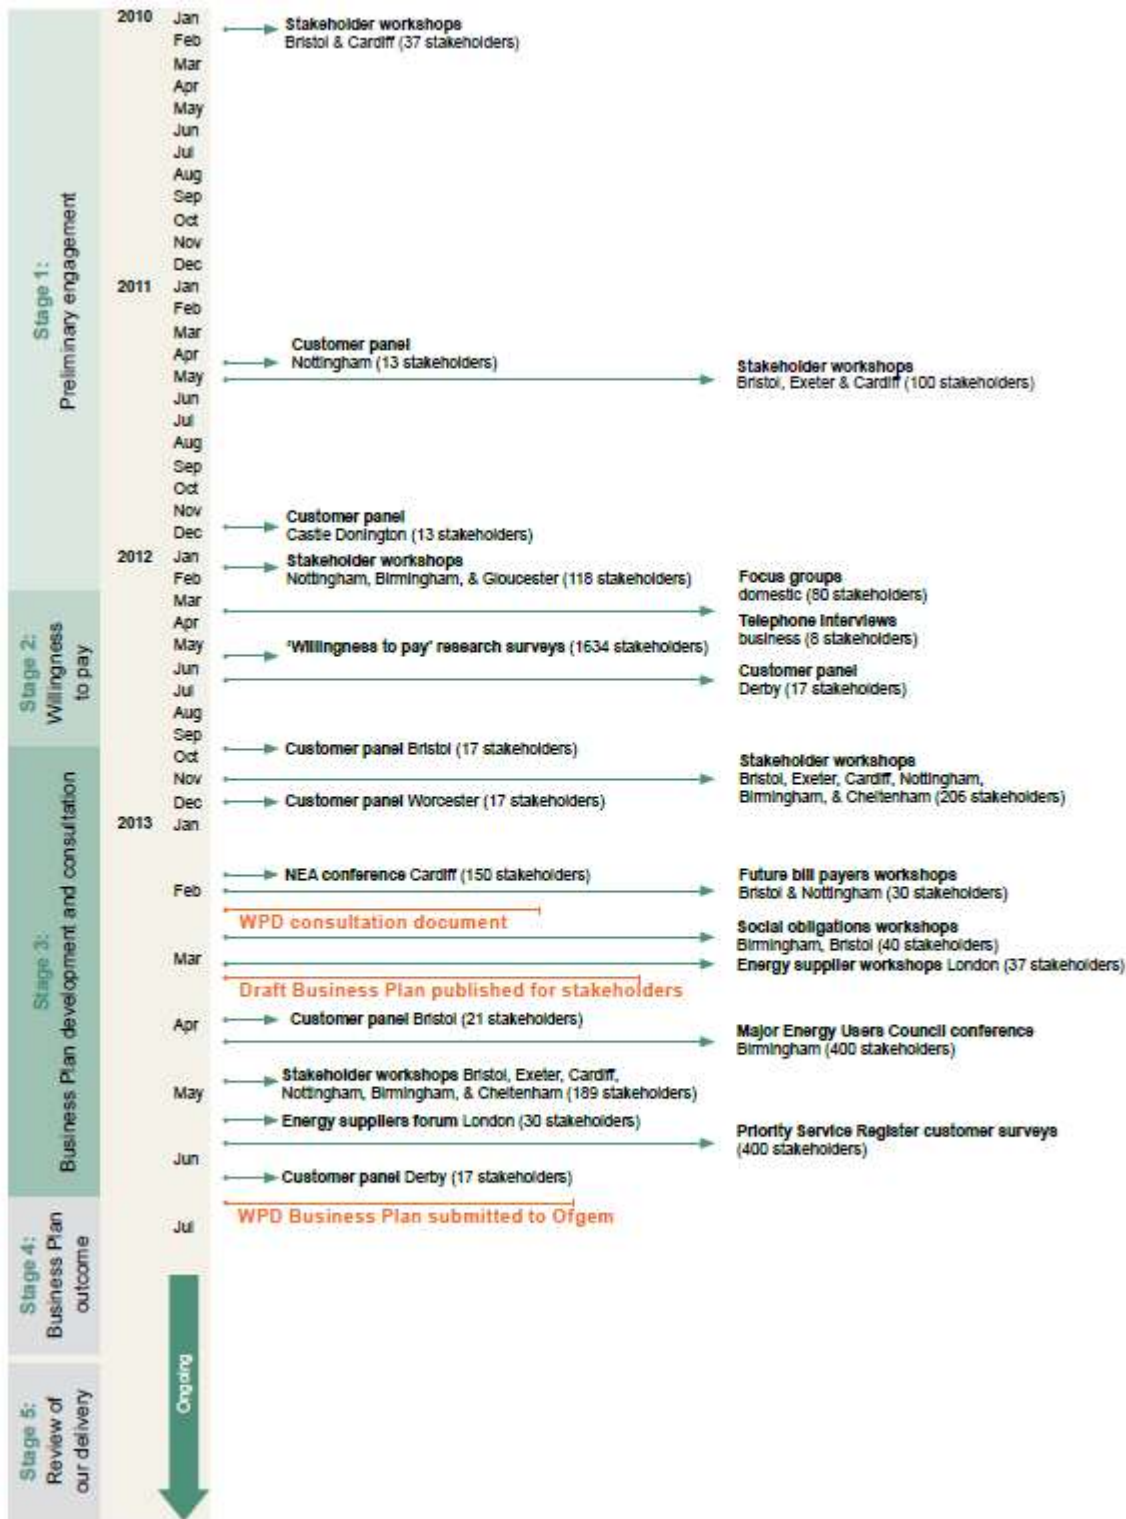 2010 Jan
Stakeholder workshops
Feb
Bristol & Cardiff (37 stakeholders)
Mar
Apr
May
Jun
Jul
Aug
Sep
Oct
Nov
Dec
2011 Jan
Feb
Mar
Customer panel
Apr
Nottingham (13 stakeholders)
May
Stakeholder workshops
Bristol, Exeter & Cardiff (100 stakeholders)
Jun
Jul
Aug
Sep
Oct
Nov
Customer panel
Dec
Castle Donington (13 stakeholders)
2012 Jan
Stakeholder workshops
Feb
Nottingham, Birmingham, & Gloucester (118 stakeholders)
Focus groups
domestic (80 stakeholders)
Mar
Apr
Telephone interviews
business (8 stakeholders)
May
'Willingness to pay' research surveys (1634 stakeholders)
Jun
Customer panel
Derby (17 stakeholders)
Jul
Aug
Sep
Oct
Customer panel Bristol (17 stakeholders)
Nov
Stakeholder workshops
Bristol, Exeter, Cardiff, Nottingham,
Birmingham, & Cheltenham (206 stakeholders)
Dec
Customer panel Worcester (17 stakeholders)
2013 Jan
NEA conference Cardiff (150 stakeholders)
Feb
Future bill payers workshops
Bristol & Nottingham (30 stakeholders)
WPD consultation document
Social obligations workshops
Birmingham, Bristol (40 stakeholders)
Mar
Energy supplier workshops London (37 stakeholders)
Draft Business Plan published for stakeholders
Apr
Customer panel Bristol (21 stakeholders)
Major Energy Users Council conference
Birmingham (400 stakeholders)
May
Stakeholder workshops Bristol, Exeter, Cardiff,
Nottingham, Birmingham, & Cheltenham (189 stakeholders)
Energy suppliers forum London (30 stakeholders)
Priority Service Register customer surveys
(400 stakeholders)
Jun
Customer panel Derby (17 stakeholders)
WPD Business Plan submitted to Ofgem
Jul
Ongoing
Stage 1:
Preliminary engagement
Stage 2:
Willingness
to pay
Stage 3:
Business Plan development and consultation
Stage 4:
Business Plan
outcome
Stage 5:
Review of
our delivery